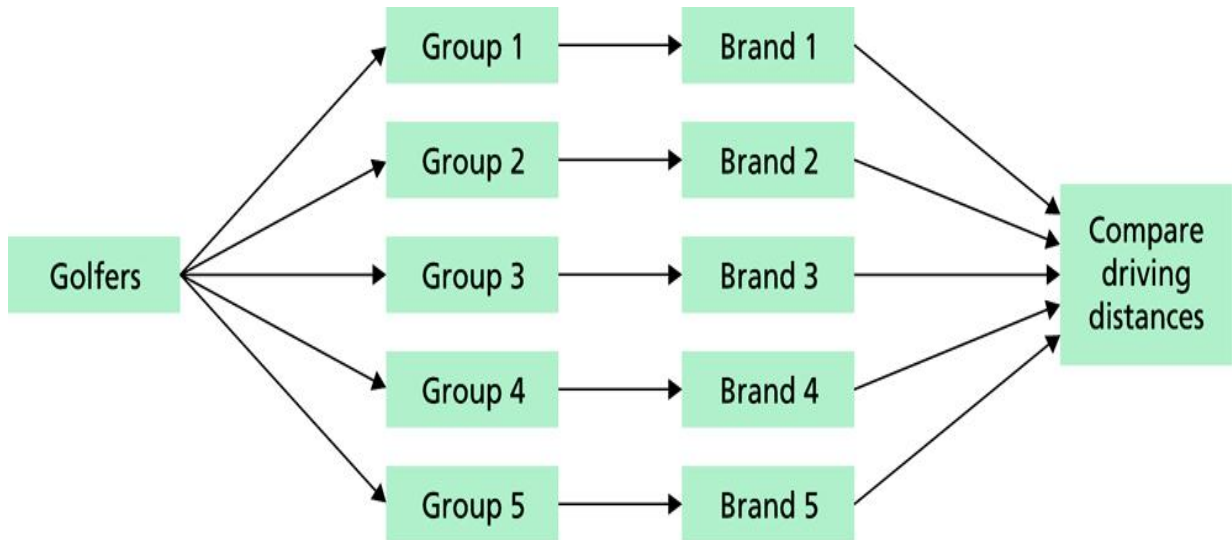 Golfers
Group 1
Brand 1
Group 2
Brand 2
Group 3
Brand 3
Group 4
Brand 4
Group 5
Brand 5
Compare
driving
distances